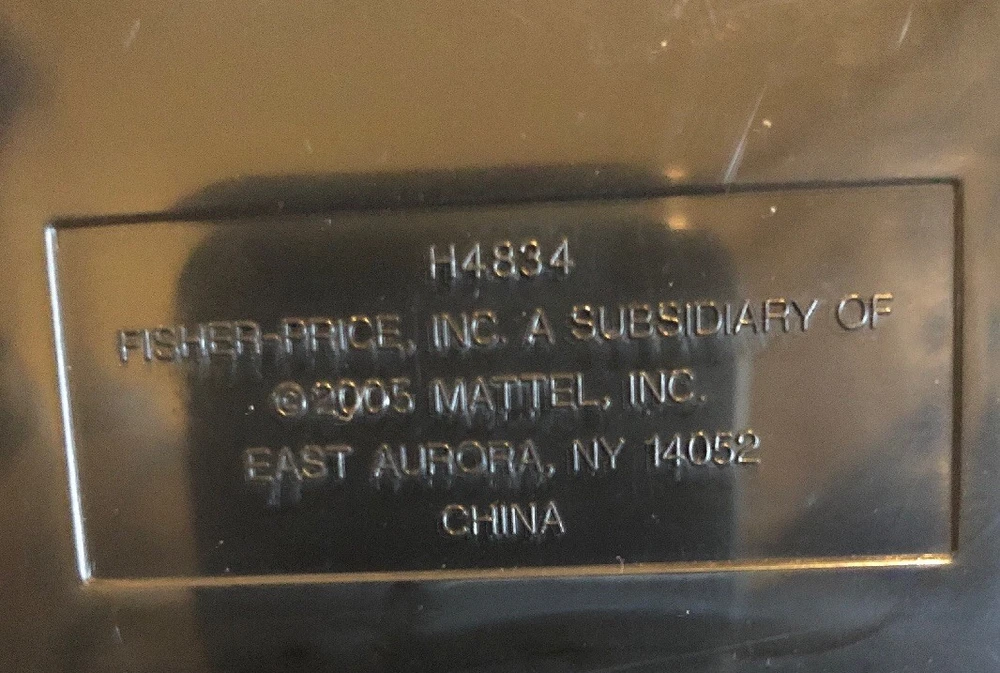 H4834
FISHER-PRICE, INC. A SUBSIDIARY OF
©2005 MATTEL, INC.
EAST AURORA, NY 14052
CHINA